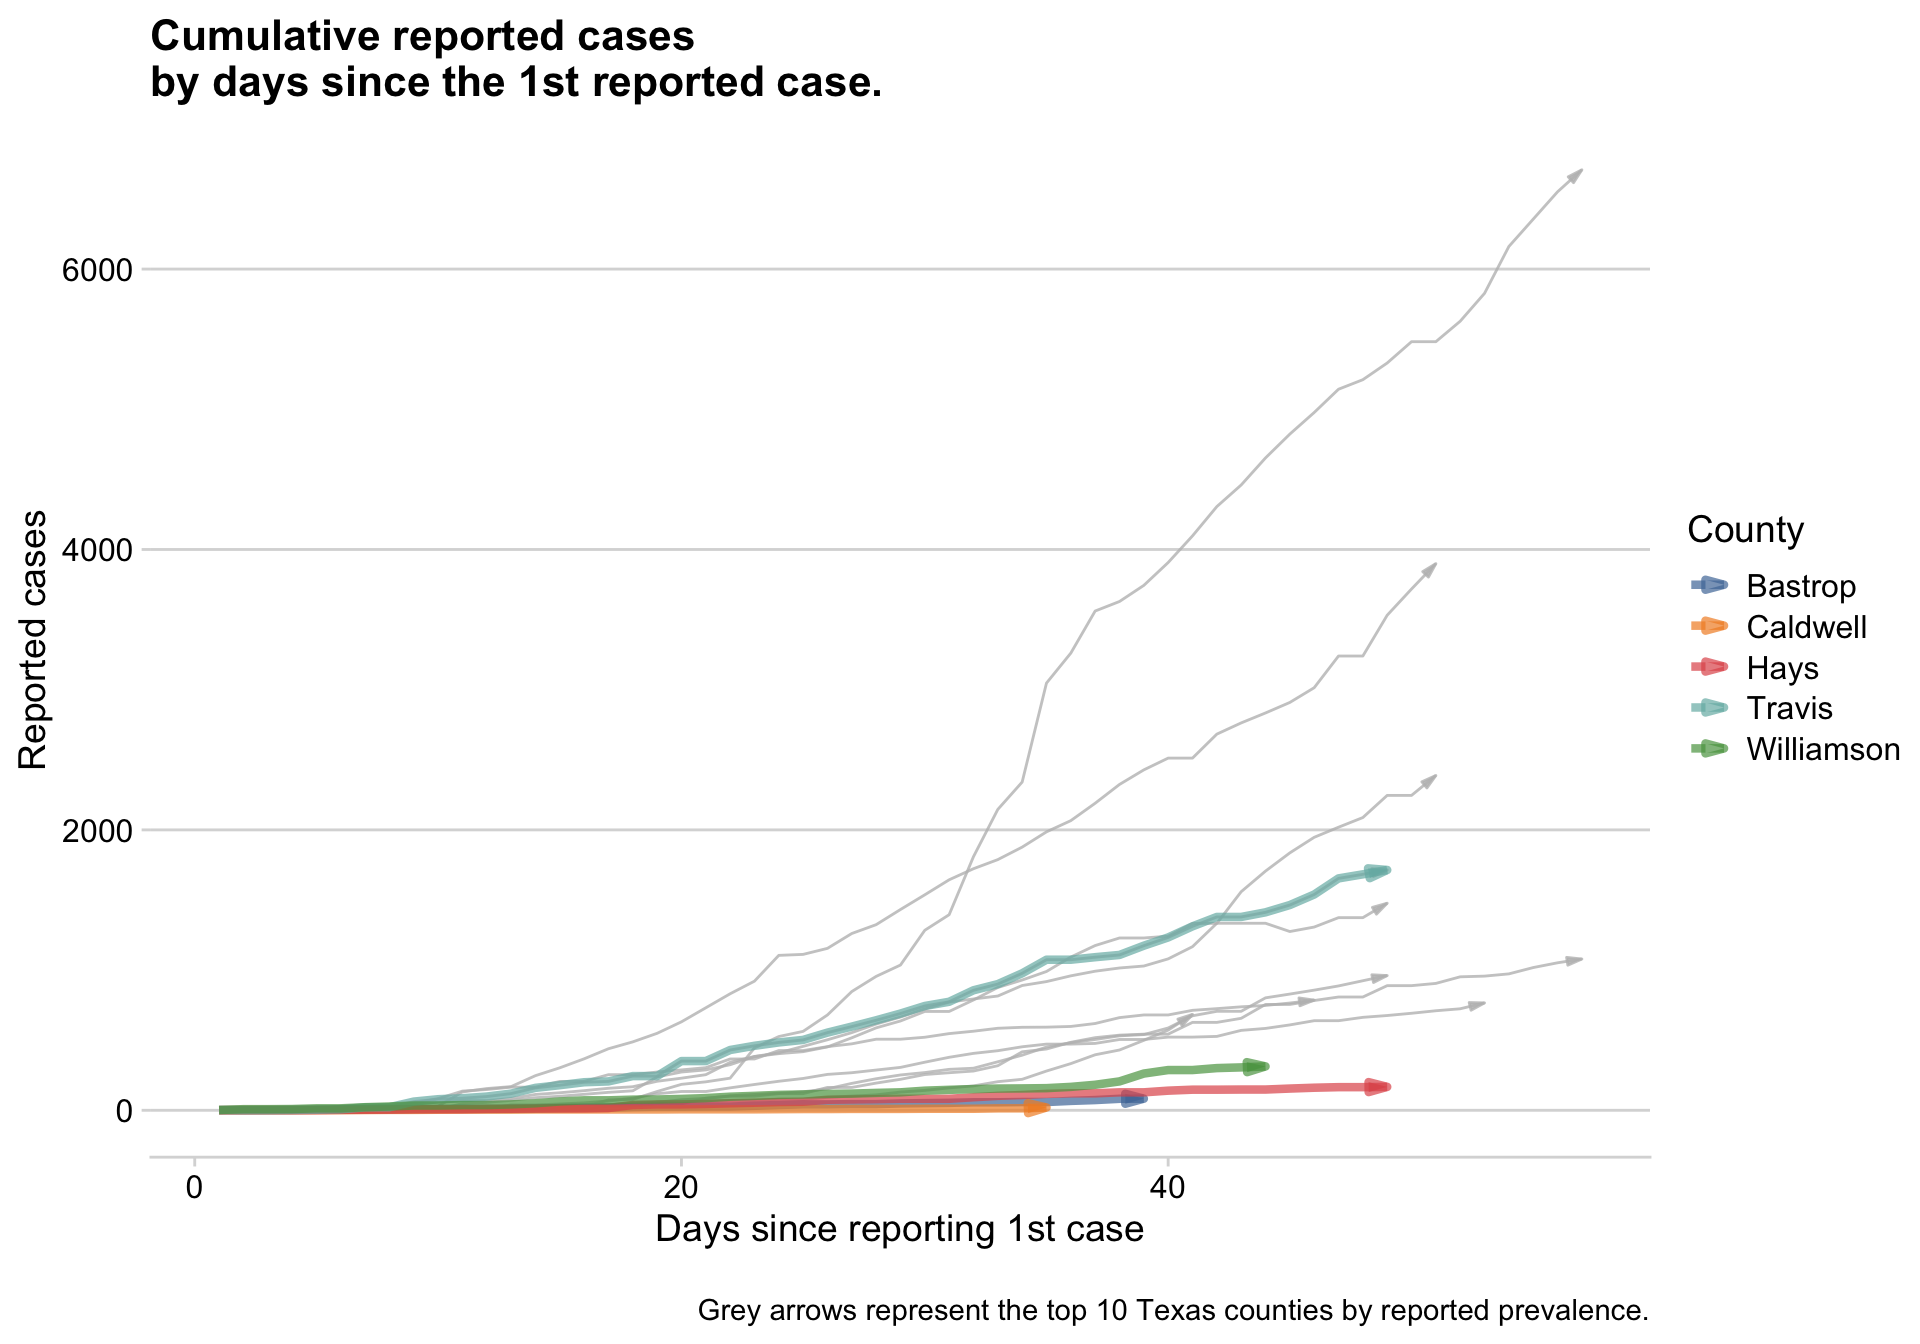 Cumulative reported cases
by days since the 1st reported case.
6000
4000
2000
0
Reported cases
0
20
40
Days since reporting 1st case
County
Bastrop
Caldwell
Hays
Travis
Williamson
Grey arrows represent the top 10 Texas counties by reported prevalence.